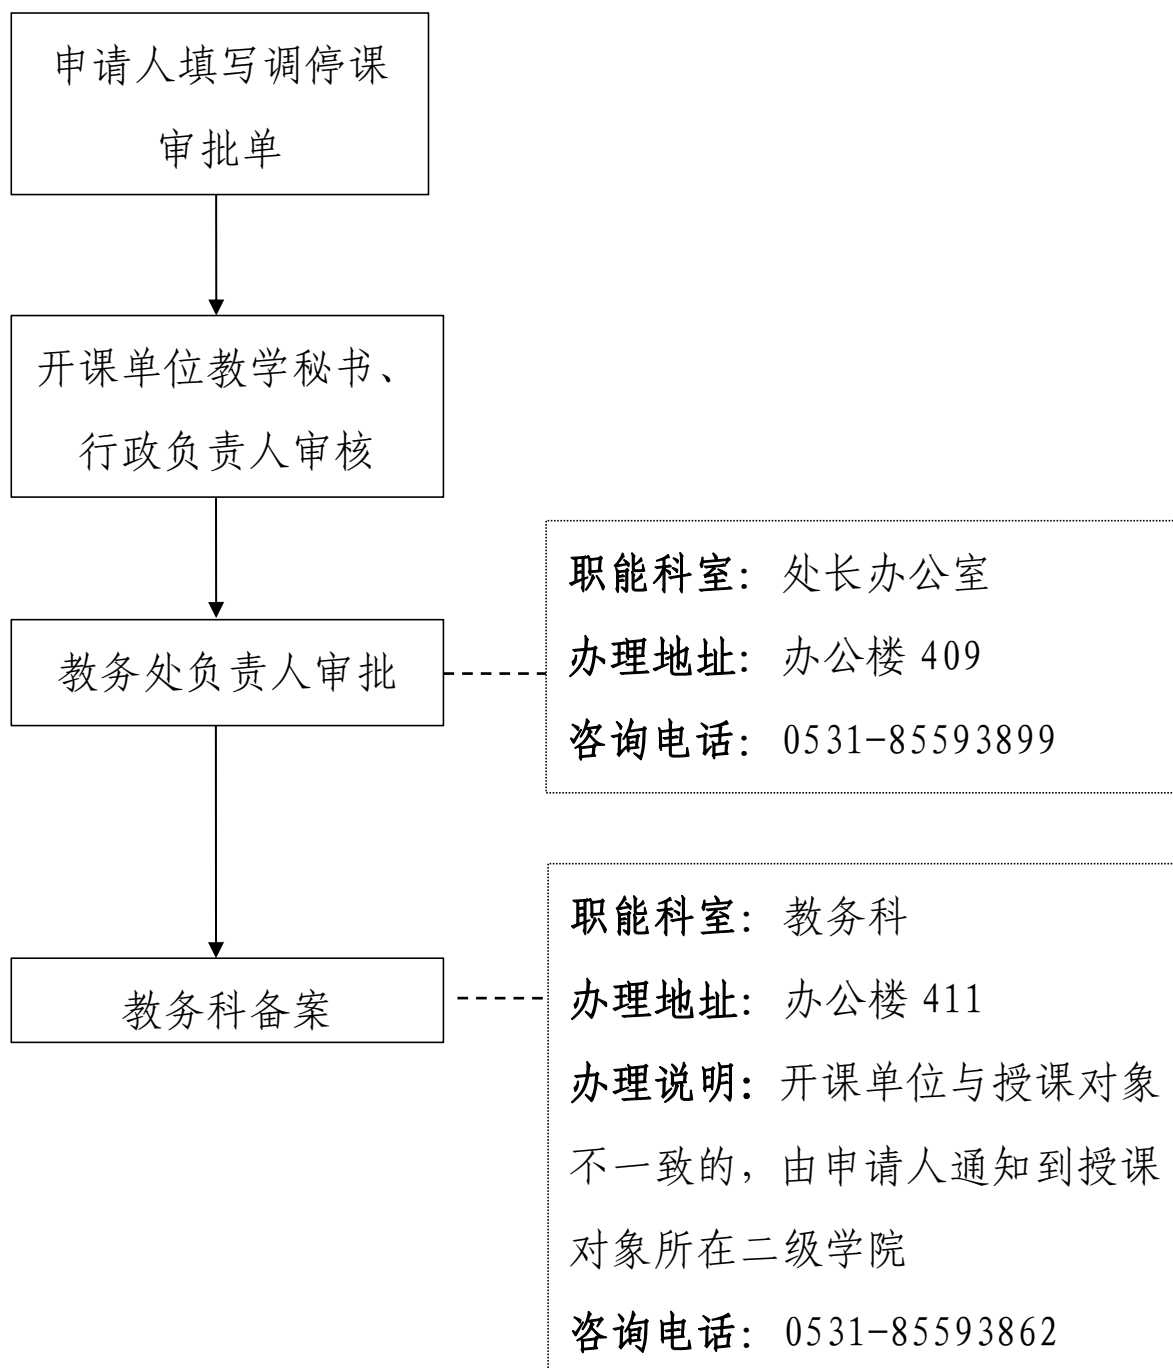 申请人填写调停课
审批单
开课单位教学秘书、
行政负责人审核
教务处负责人审批
职能科室：处长办公室
办理地址：办公楼 409
咨询电话：0531-85593899
教务科备案
职能科室：教务科
办理地址：办公楼 411
办理说明：开课单位与授课对象
不一致的，由申请人通知到授课
对象所在二级学院
咨询电话：0531-85593862